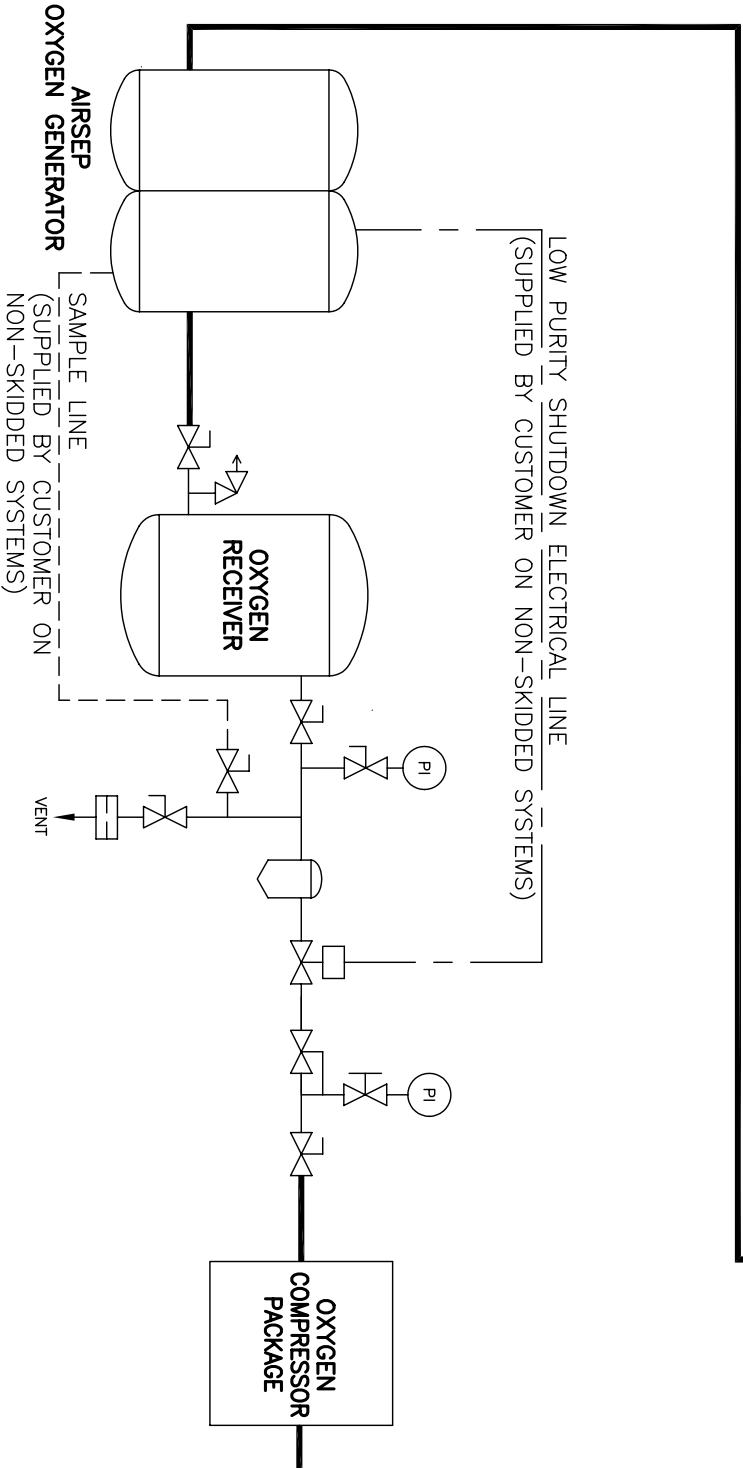 AIRSEP
OXYGEN GENERATOR
LOW PURITY SHUTDOWN ELECTRICAL LINE
(SUPPLIED BY CUSTOMER ON NON-SKIDDED SYSTEMS)
SAMPLE LINE
(SUPPLIED BY CUSTOMER ON
NON-SKIDDED SYSTEMS)
OXYGEN
RECEIVER
PI
VENT
PI
OXYGEN
COMPRESSOR
PACKAGE